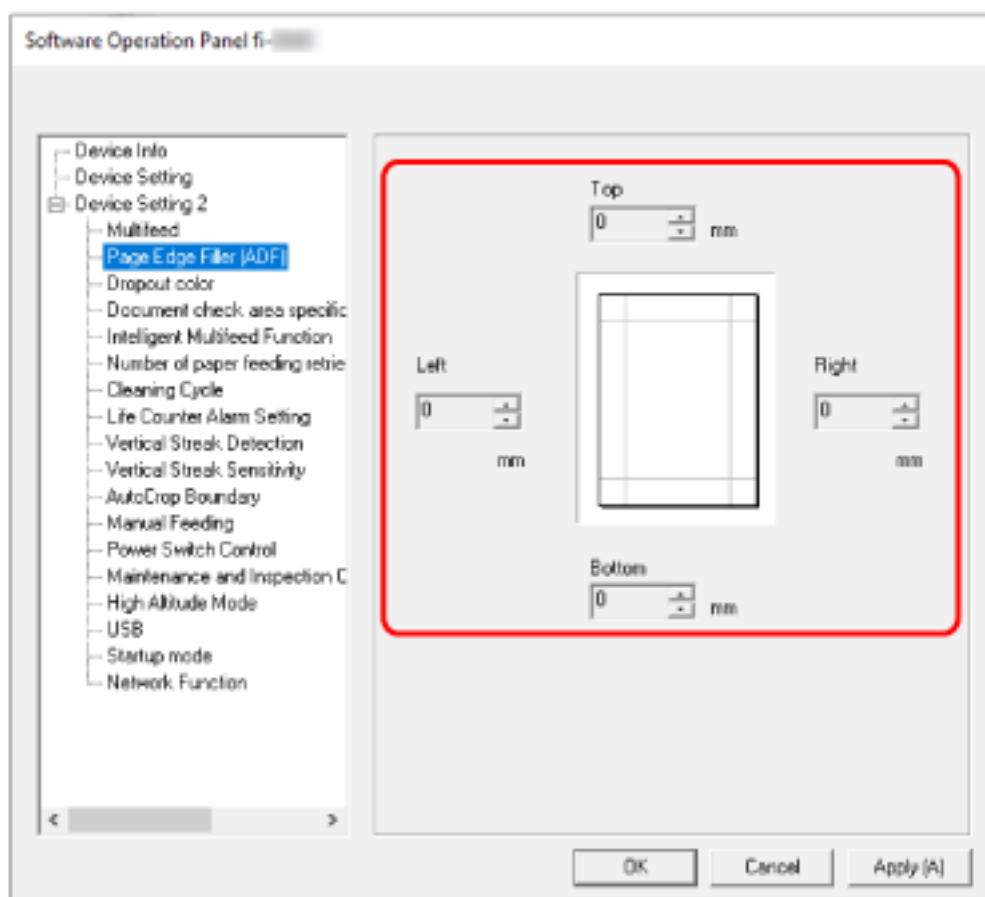 Software Operation Panel fi-
Device Info
Device Setting
Device Setting 2
Multifeed
Page Edge Filler (ADF)
Dropout color
Document check area specific
Intelligent Multifeed Function
Number of paper feeding retrie
Cleaning Cycle
Life Counter Alarm Setting
Vertical Streak Detection
Vertical Streak Sensitivity
AutoCrop Boundary
Manual Feeding
Power Switch Control
Maintenance and Inspection C
High Altitude Mode
USB
Startup mode
Network Function
Top
0 mm
Left
0
mm
Right
0
mm
Bottom
0 mm
OK Cancel Apply (A)